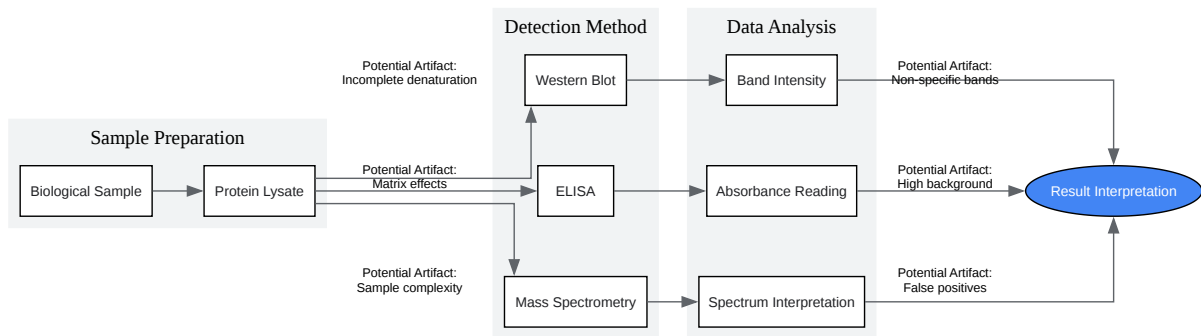 Detection Method
Data Analysis
Potential Artifact:
Incomplete denaturation
Western Blot
Band Intensity
Potential Artifact:
Non-specific bands
Sample Preparation
Biological Sample
Protein Lysate
Potential Artifact:
Matrix effects
ELISA
Absorbance Reading
Potential Artifact:
High background
Result Interpretation
Potential Artifact:
Sample complexity
Mass Spectrometry
Spectrum Interpretation
Potential Artifact:
False positives